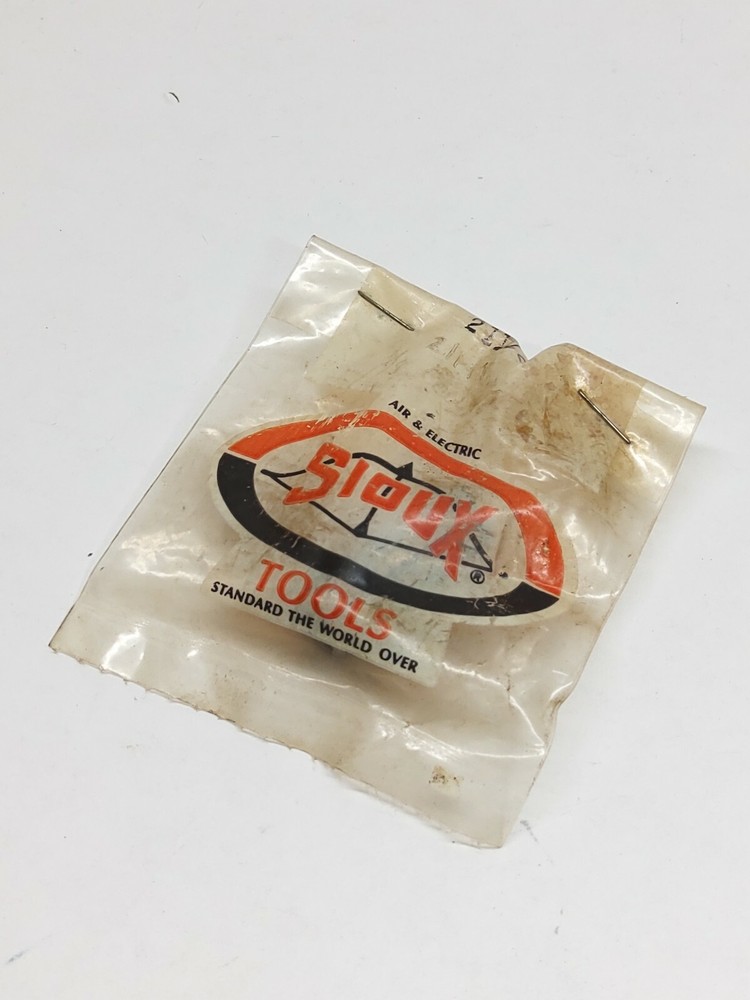 AIR & ELECTRIC
SIOUX
®
TOOLS
STANDARD THE WORLD OVER